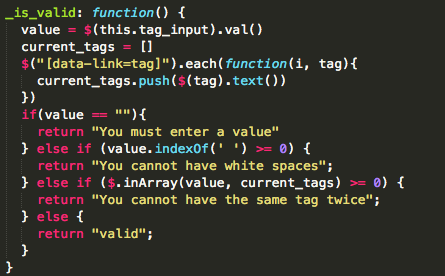 _is_valid: function() {
  value = $(this.tag_input).val()
  current_tags = []
  $("[data-link=tag]").each(function(i, tag){
    current_tags.push($(tag).text())
  })
  if(value == ""){
    return "You must enter a value"
  } else if (value.indexOf(' ') >= 0) {
    return "You cannot have white spaces";
  } else if ($.inArray(value, current_tags) >= 0) {
    return "You cannot have the same tag twice";
  } else {
    return "valid";
  }
}